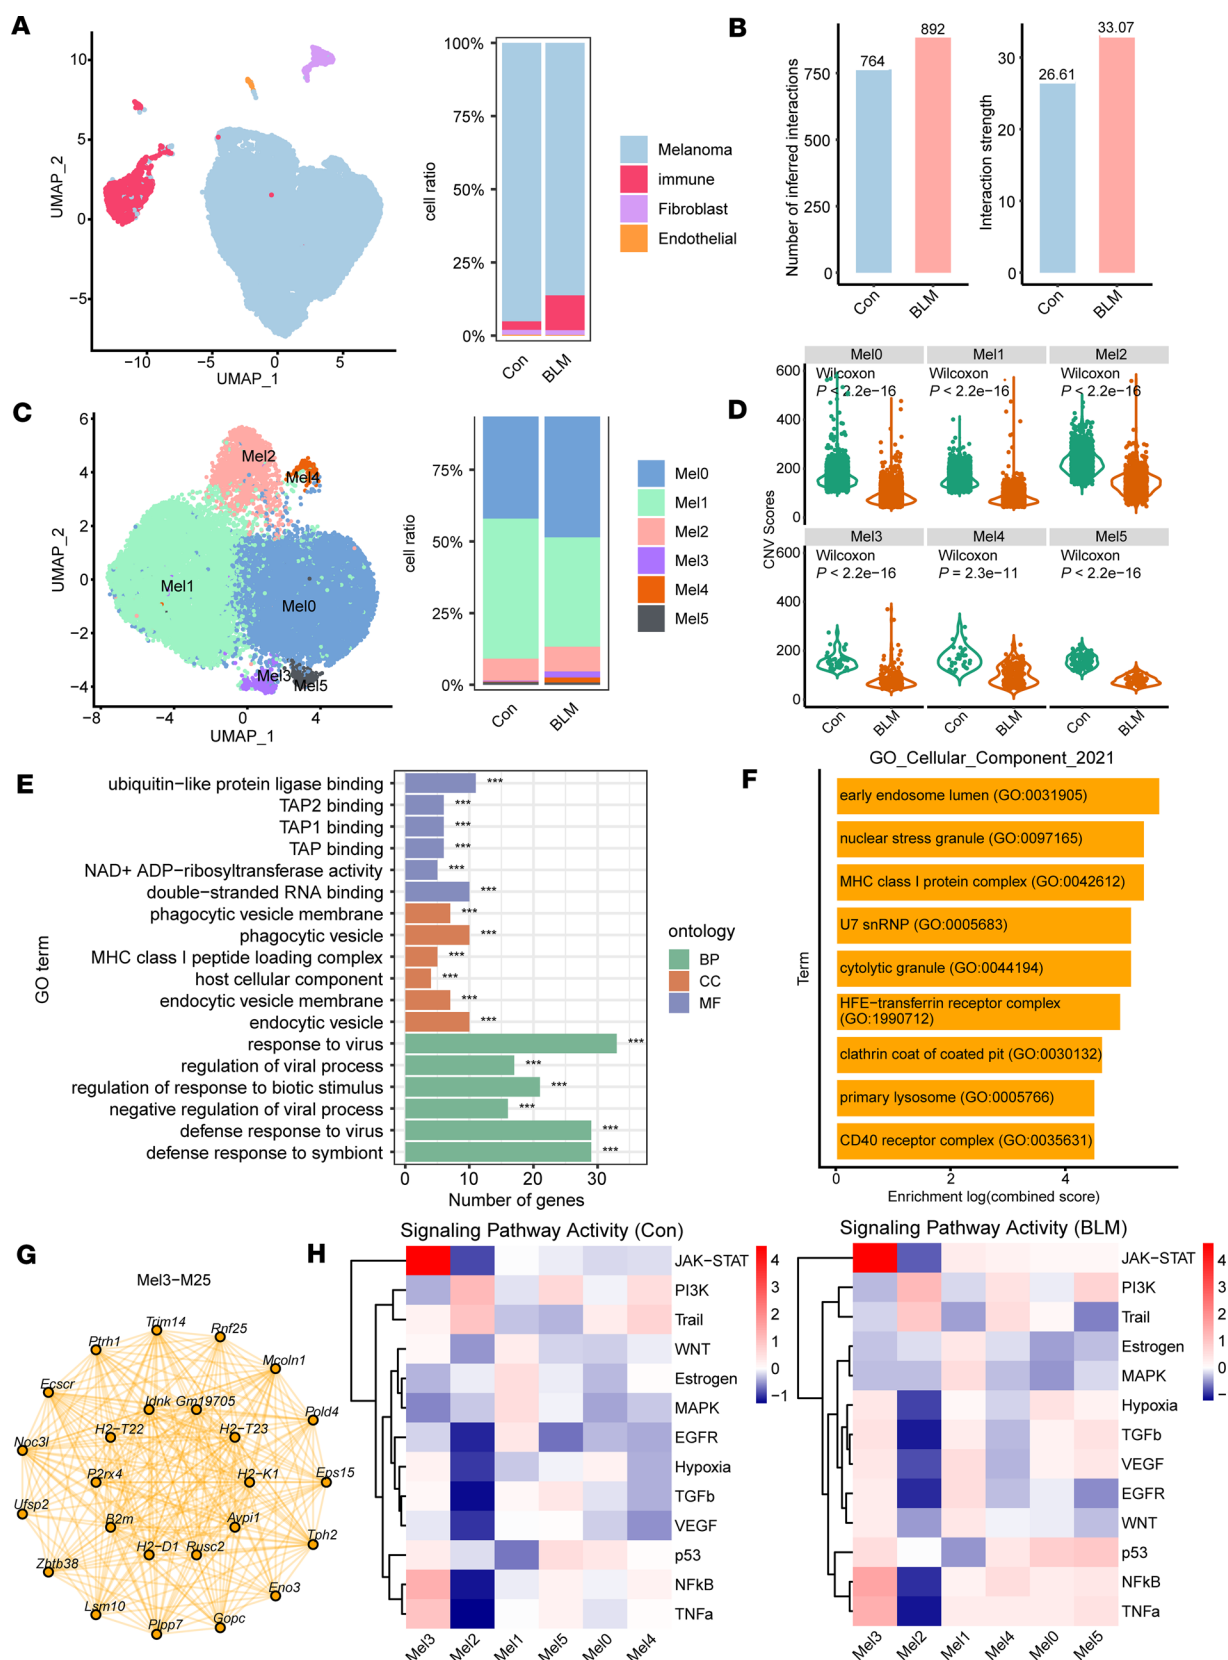 A
10
5
0
−5
UMAP_2
−10
−5
0
5
UMAP_1
100%
75%
50%
25%
0%
cell ratio
Con
BLM
Melanoma
immune
Fibroblast
Endothelial
B
Number of inferred interactions
750
500
250
0
764
892
Con
BLM
Interaction strength
30
20
10
0
26.61
33.07
Con
BLM
C
UMAP_2
6
4
2
0
−2
−4
−8
−4
0
4
UMAP_1
Mel2
Mel4
Mel1
Mel0
Mel3
Mel5
cell ratio
75%
50%
25%
0%
Con
BLM
Mel0
Mel1
Mel2
Mel3
Mel4
Mel5
D
CNV Scores
Mel0
Mel1
Mel2
Wilcoxon
P < 2.2e−16
Wilcoxon
P < 2.2e−16
Wilcoxon
P < 2.2e−16
600
400
200
0
Mel3
Mel4
Mel5
Wilcoxon
P < 2.2e−16
Wilcoxon
P = 2.3e−11
Wilcoxon
P < 2.2e−16
600
400
200
0
Con
BLM
Con
BLM
Con
BLM
E
GO term
ubiquitin−like protein ligase binding
***
TAP2 binding
***
TAP1 binding
***
TAP binding
***
NAD+ ADP−ribosyltransferase activity
***
double−stranded RNA binding
***
phagocytic vesicle membrane
***
phagocytic vesicle
***
MHC class I peptide loading complex
***
host cellular component
***
endocytic vesicle membrane
***
endocytic vesicle
***
response to virus
***
regulation of viral process
***
regulation of response to biotic stimulus
***
negative regulation of viral process
***
defense response to virus
***
defense response to symbiont
***
0
10
20
30
Number of genes
ontology
BP
CC
MF
F
GO_Cellular_Component_2021
Term
early endosome lumen (GO:0031905)
nuclear stress granule (GO:0097165)
MHC class I protein complex (GO:0042612)
U7 snRNP (GO:0005683)
cytolytic granule (GO:0044194)
HFE−transferrin receptor complex
(GO:1990712)
clathrin coat of coated pit (GO:0030132)
primary lysosome (GO:0005766)
CD40 receptor complex (GO:0035631)
0
2
4
Enrichment log(combined score)
G
Mel3−M25
Trim14
Rnf25
Ptrh1
Mcoln1
Ecscr
Idnk
Gm19705
Pold4
H2−T22
H2−T23
Noc3l
P2rx4
H2−K1
Eps15
Ufsp2
B2m
Avpi1
Tph2
H2−D1
Rusc2
Zbtb38
Eno3
Lsm10
Gopc
Plpp7
H
Signaling Pathway Activity (Con)
JAK−STAT
PI3K
Trail
WNT
Estrogen
MAPK
EGFR
Hypoxia
TGFb
VEGF
p53
NFkB
TNFa
Mel3
Mel2
Mel1
Mel5
Mel0
Mel4
4
3
2
1
0
−1
Signaling Pathway Activity (BLM)
JAK−STAT
PI3K
Trail
Estrogen
MAPK
Hypoxia
TGFb
VEGF
EGFR
WNT
p53
NFkB
TNFa
Mel3
Mel2
Mel1
Mel4
Mel0
Mel5
4
3
2
1
0